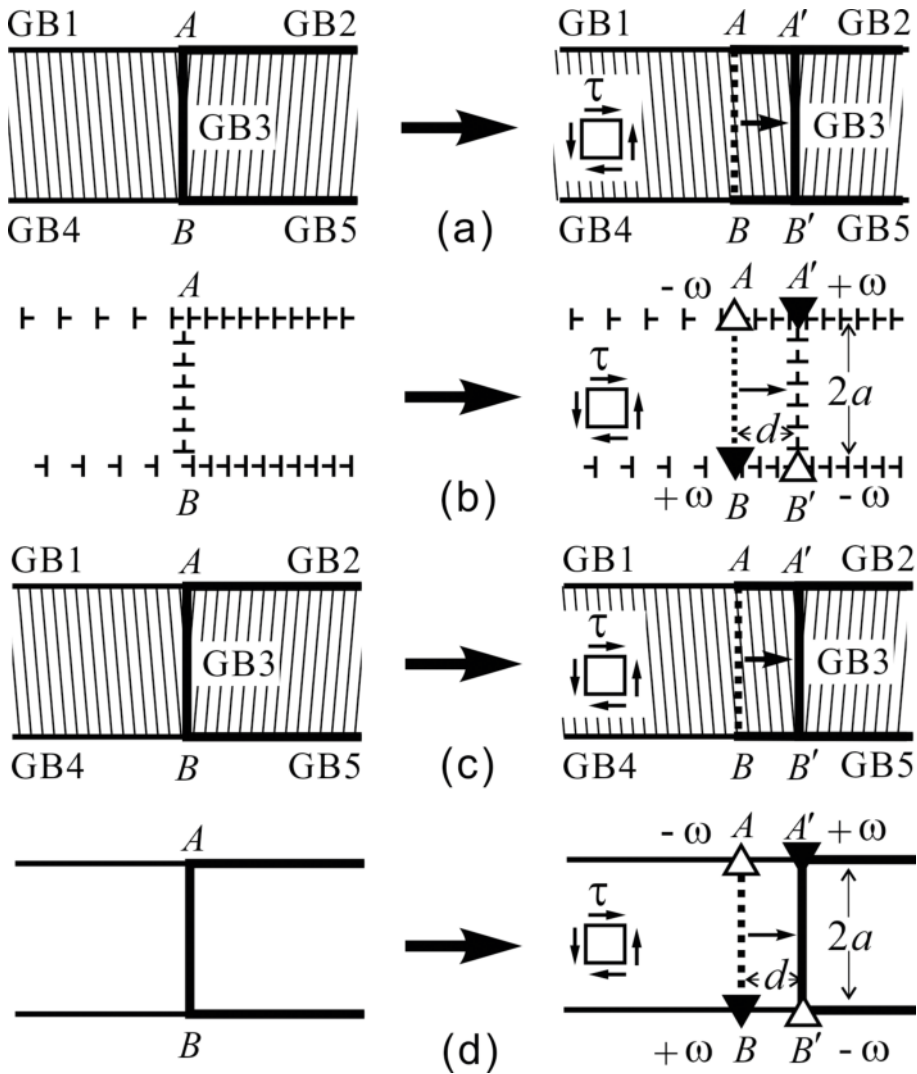 GB1 A GB2 GB1 A A′ GB2
τ
GB3 GB3
GB4 B GB5 GB4 B B′ GB5
(a)
A - ω A A′ + ω
τ
2a
d
B + ω B B′ - ω
(b)
GB1 A GB2 GB1 A A′ GB2
τ
GB3 GB3
GB4 B GB5 GB4 B B′ GB5
(c)
A - ω A A′ + ω
τ
2a
d
B + ω B B′ - ω
(d)